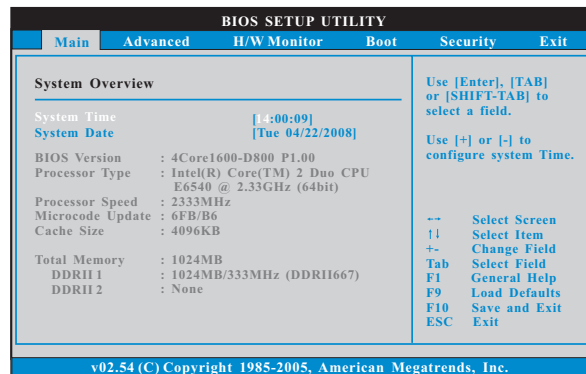 BIOS SETUP UTILITY
Main Advanced H/W Monitor Boot Security Exit
System Overview
System Time [14:00:09]
System Date [Tue 04/22/2008]
BIOS Version : 4Core1600-D800 P1.00
Processor Type : Intel(R) Core(TM) 2 Duo CPU
E6540 @ 2.33GHz (64bit)
Processor Speed : 2333MHz
Microcode Update : 6FB/B6
Cache Size : 4096KB
Total Memory : 1024MB
DDRII 1 : 1024MB/333MHz (DDRII667)
DDRII 2 : None
Use [Enter], [TAB]
or [SHIFT-TAB] to
select a field.
Use [+] or [-] to
configure system Time.
←→ Select Screen
↑↓ Select Item
+- Change Field
Tab Select Field
F1 General Help
F9 Load Defaults
F10 Save and Exit
ESC Exit
v02.54 (C) Copyright 1985-2005, American Megatrends, Inc.